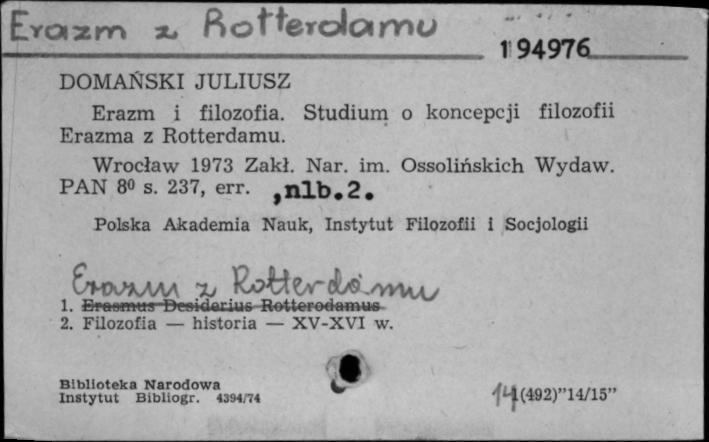 Erazm z Rotterdamu
194976
DOMAŃSKI JULIUSZ
Erazm i filozofia. Studium o koncepcji filozofii
Erazma z Rotterdamu.
Wrocław 1973 Zakł. Nar. im. Ossolińskich Wydaw.
PAN 8⁰ s. 237, err. ,nlb.2.
Polska Akademia Nauk, Instytut Filozofii i Socjologii
Erazm z Rotterdamu
1. Erasmus Desiderius Rotterodamus
2. Filozofia — historia — XV-XVI w.
Biblioteka Narodowa
Instytut Bibliogr. 4394/74
14(492)"14/15"